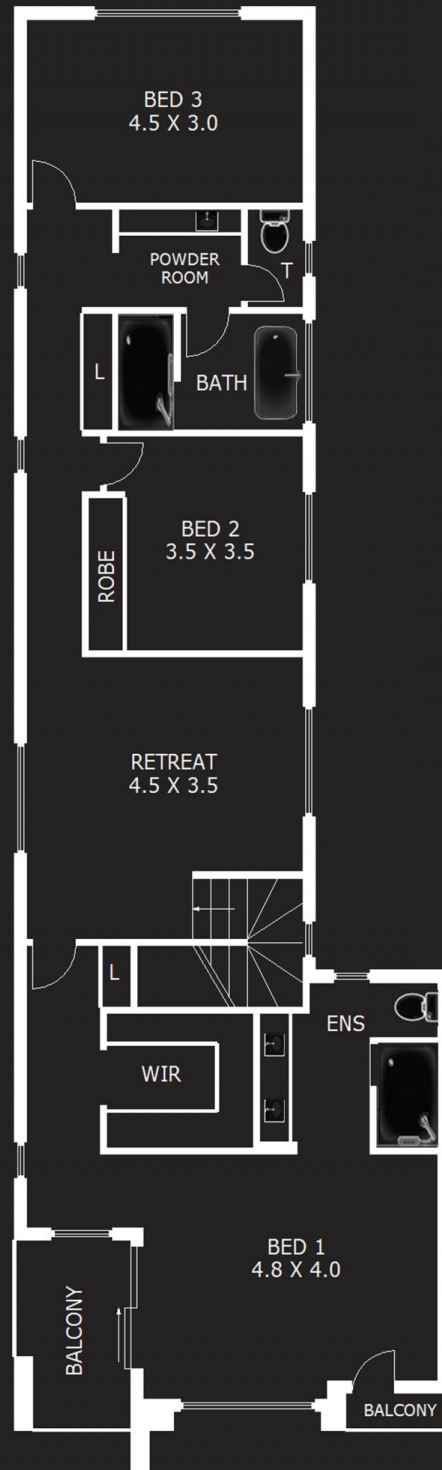 BED 3
4.5 X 3.0
POWDER
ROOM
T
L
BATH
BED 2
3.5 X 3.5
ROBE
RETREAT
4.5 X 3.5
L
ENS
WIR
BED 1
4.8 X 4.0
BALCONY
BALCONY